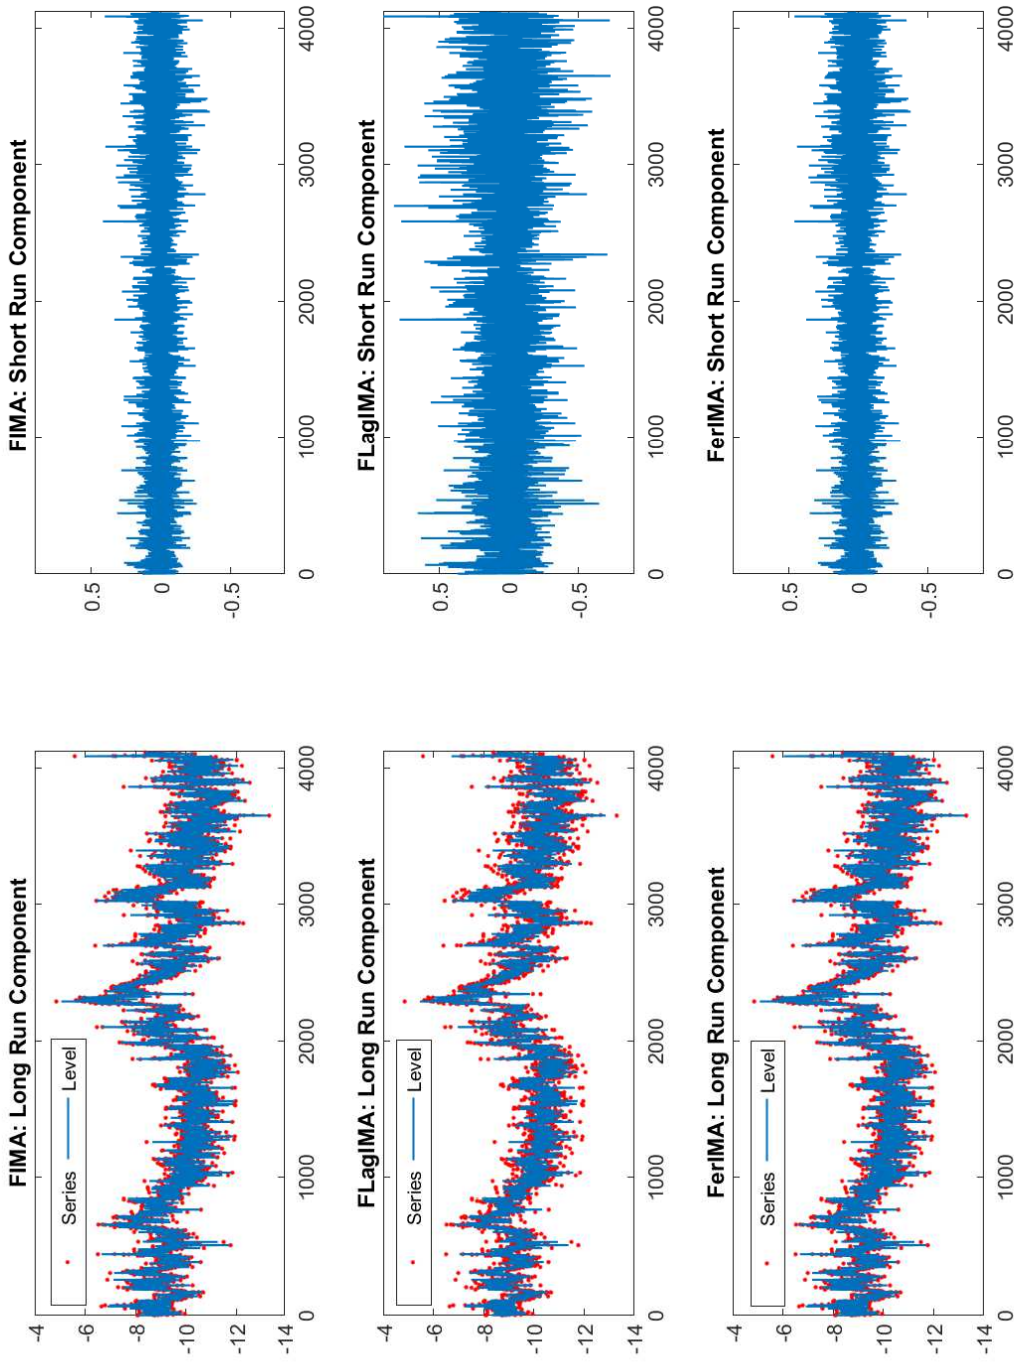 FIMA: Long Run Component
-4
-6
-8
-10
-12
-14
Series Level
0 1000 2000 3000 4000
FIMA: Short Run Component
0.5
0
-0.5
0 1000 2000 3000 4000
FLagIMA: Long Run Component
-4
-6
-8
-10
-12
-14
Series Level
0 1000 2000 3000 4000
FLagIMA: Short Run Component
0.5
0
-0.5
0 1000 2000 3000 4000
FerIMA: Long Run Component
-4
-6
-8
-10
-12
-14
Series Level
0 1000 2000 3000 4000
FerIMA: Short Run Component
0.5
0
-0.5
0 1000 2000 3000 4000